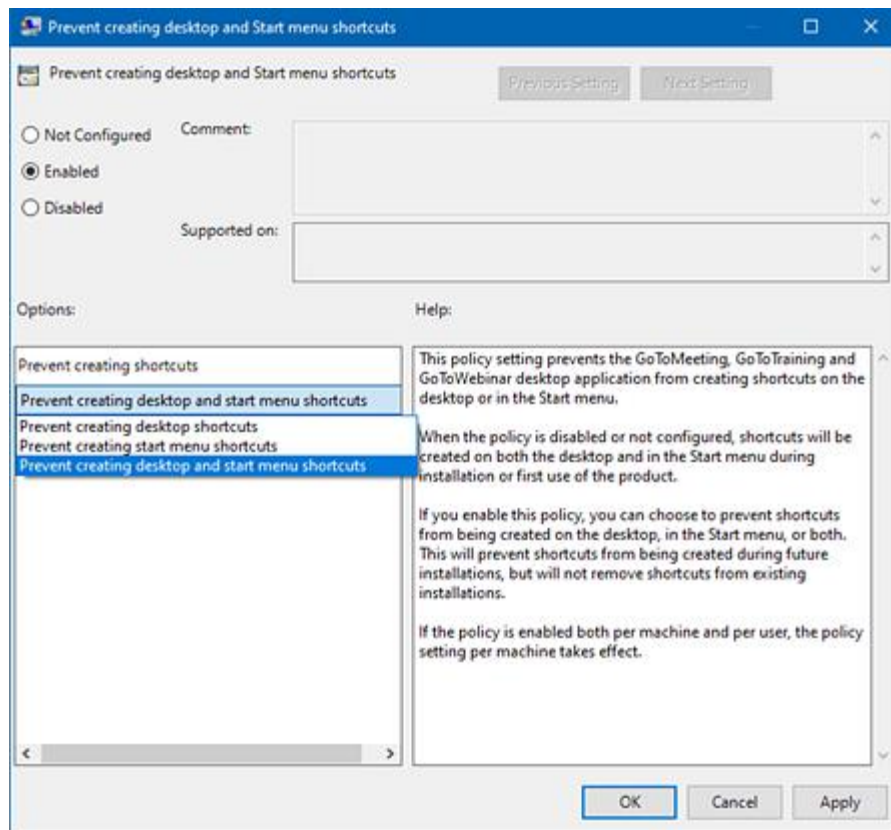 Prevent creating desktop and Start menu shortcuts
Prevent creating desktop and Start menu shortcuts
Previous Setting
Next Setting
Not Configured
Comment:
Enabled
Disabled
Supported on:
Options:
Help:
Prevent creating shortcuts
Prevent creating desktop and start menu shortcuts
Prevent creating desktop shortcuts
Prevent creating start menu shortcuts
Prevent creating desktop and start menu shortcuts
This policy setting prevents the GoToMeeting, GoToTraining and
GoToWebinar desktop application from creating shortcuts on the
desktop or in the Start menu.
When the policy is disabled or not configured, shortcuts will be
created on both the desktop and in the Start menu during
installation or first use of the product.
If you enable this policy, you can choose to prevent shortcuts
from being created on the desktop, in the Start menu, or both.
This will prevent shortcuts from being created during future
installations, but will not remove shortcuts from existing
installations.
If the policy is enabled both per machine and per user, the policy
setting per machine takes effect.
OK
Cancel
Apply